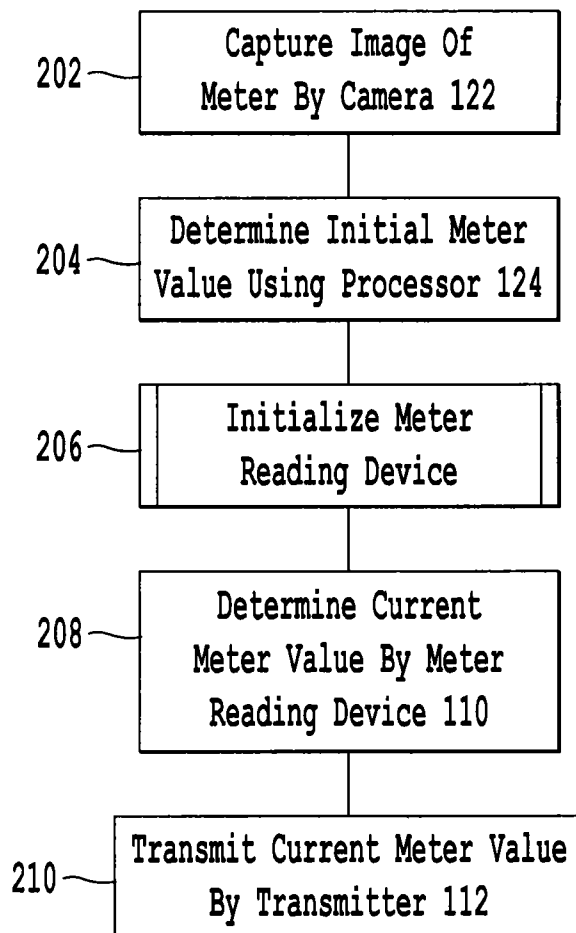 202
Capture Image Of
Meter By Camera 122
204
Determine Initial Meter
Value Using Processor 124
206
Initialize Meter
Reading Device
208
Determine Current
Meter Value By Meter
Reading Device 110
210
Transmit Current Meter Value
By Transmitter 112